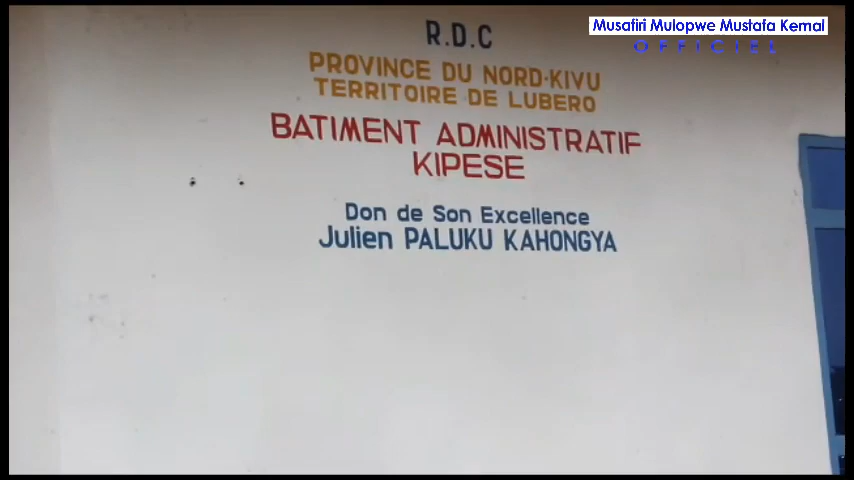 Musafiri Mulopwe Mustafa Kemal
OFFICIEL
R.D.C
PROVINCE DU NORD-KIVU
TERRITOIRE DE LUBERO
BATIMENT ADMINISTRATIF
KIPESE
Don de Son Excellence
Julien PALUKU KAHONGYA